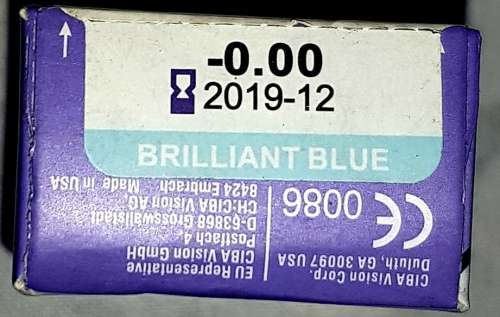 -0.00
2019-12
BRILLIANT BLUE
CIBA Vision Corp.
Duluth, GA 30097 USA
CE 0086
EU Representative
CIBA Vision GmbH
Postfach 4
D-63868 Grosswallstadt
CH:CIBA Vision AG,
8424 Embrach Made in USA